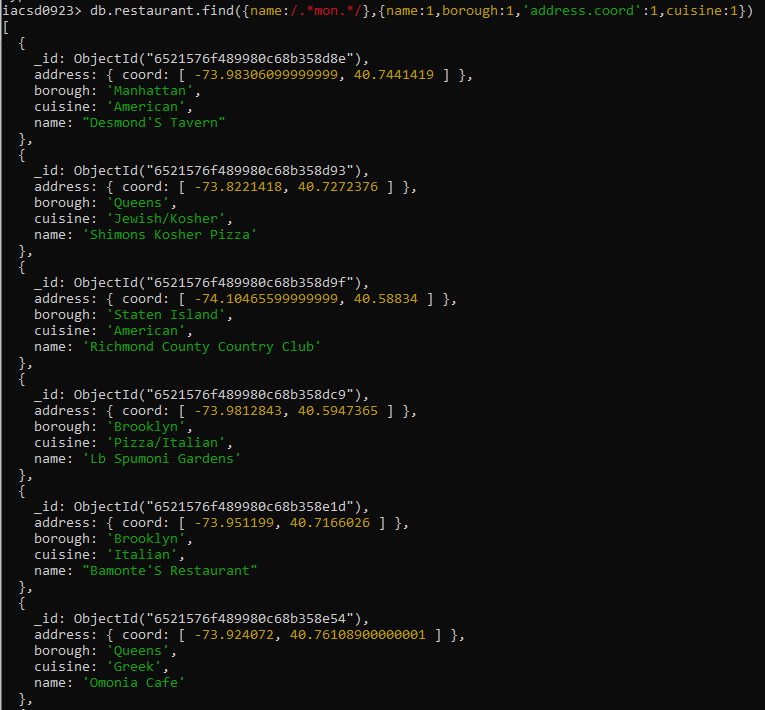 iacsd0923> db.restaurant.find({name:/.*mon.*/},{name:1,borough:1,'address.coord':1,cuisine:1})
[
  {
    _id: ObjectId("6521576f489980c68b358d8e"),
    address: { coord: [ -73.98306099999999, 40.7441419 ] },
    borough: 'Manhattan',
    cuisine: 'American',
    name: "Desmond'S Tavern"
  },
  {
    _id: ObjectId("6521576f489980c68b358d93"),
    address: { coord: [ -73.8221418, 40.7272376 ] },
    borough: 'Queens',
    cuisine: 'Jewish/Kosher',
    name: 'Shimons Kosher Pizza'
  },
  {
    _id: ObjectId("6521576f489980c68b358d9f"),
    address: { coord: [ -74.10465599999999, 40.58834 ] },
    borough: 'Staten Island',
    cuisine: 'American',
    name: 'Richmond County Country Club'
  },
  {
    _id: ObjectId("6521576f489980c68b358dc9"),
    address: { coord: [ -73.9812843, 40.5947365 ] },
    borough: 'Brooklyn',
    cuisine: 'Pizza/Italian',
    name: 'Lb Spumoni Gardens'
  },
  {
    _id: ObjectId("6521576f489980c68b358e1d"),
    address: { coord: [ -73.951199, 40.7166026 ] },
    borough: 'Brooklyn',
    cuisine: 'Italian',
    name: "Bamonte'S Restaurant"
  },
  {
    _id: ObjectId("6521576f489980c68b358e54"),
    address: { coord: [ -73.924072, 40.76108900000001 ] },
    borough: 'Queens',
    cuisine: 'Greek',
    name: 'Omonia Cafe'
  },